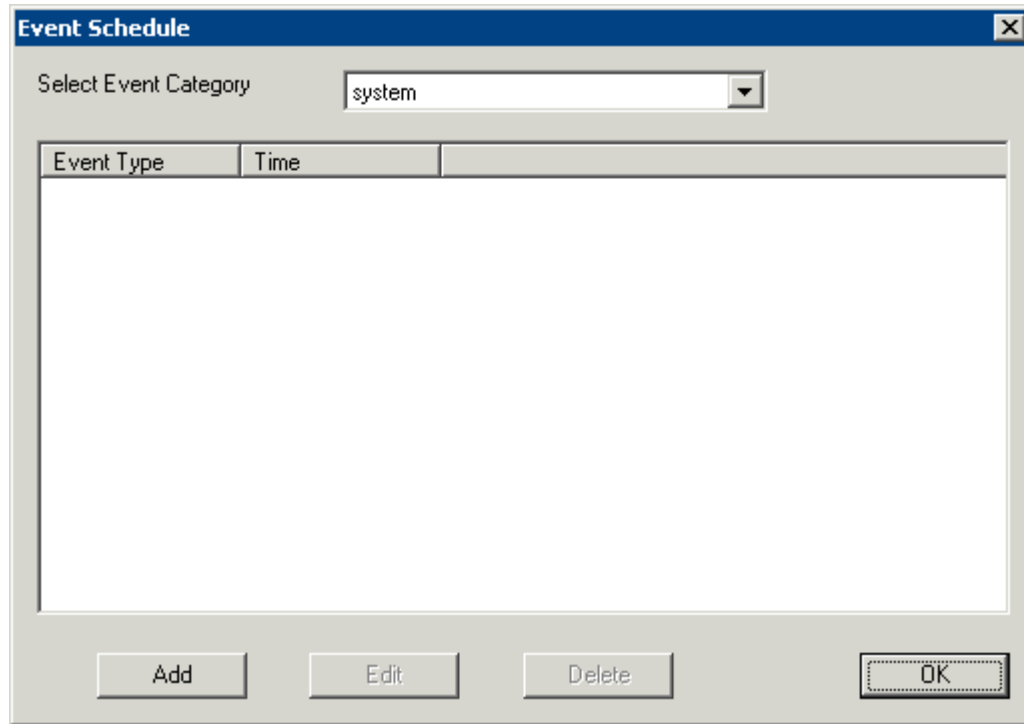 Event Schedule
Select Event Category
system
Event Type Time
Add Edit Delete OK